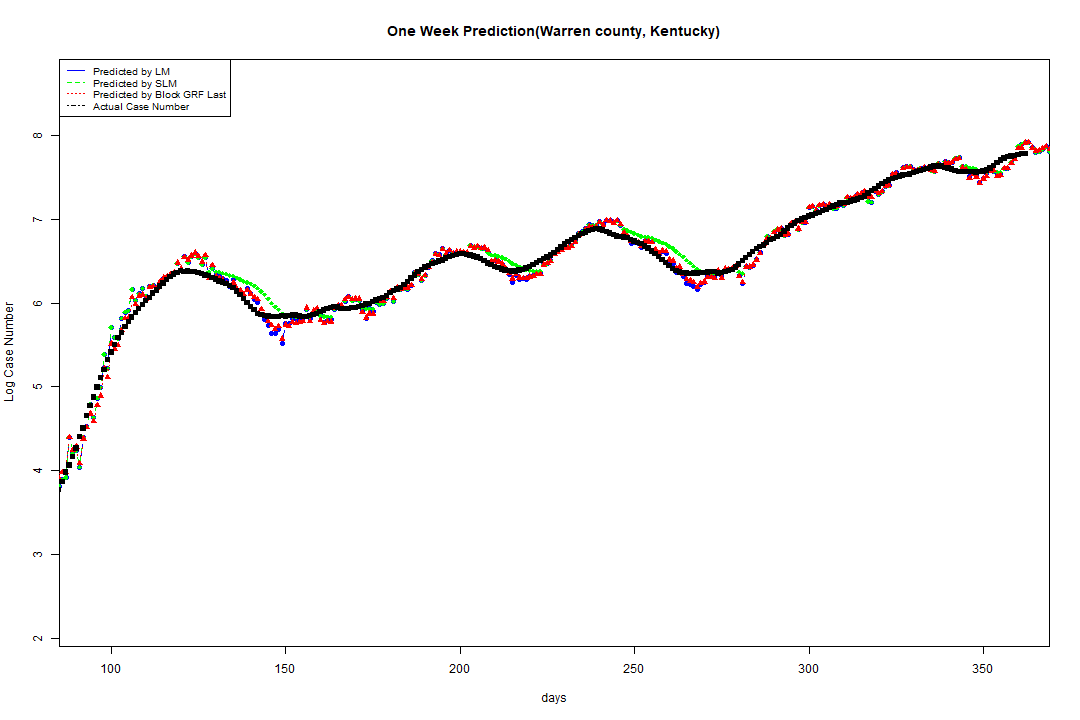 One Week Prediction(Warren county, Kentucky)
Predicted by LM
Predicted by SLM
Predicted by Block GRF Last
Actual Case Number
8
7
6
5
4
3
2
Log Case Number
100 150 200 250 300 350
days